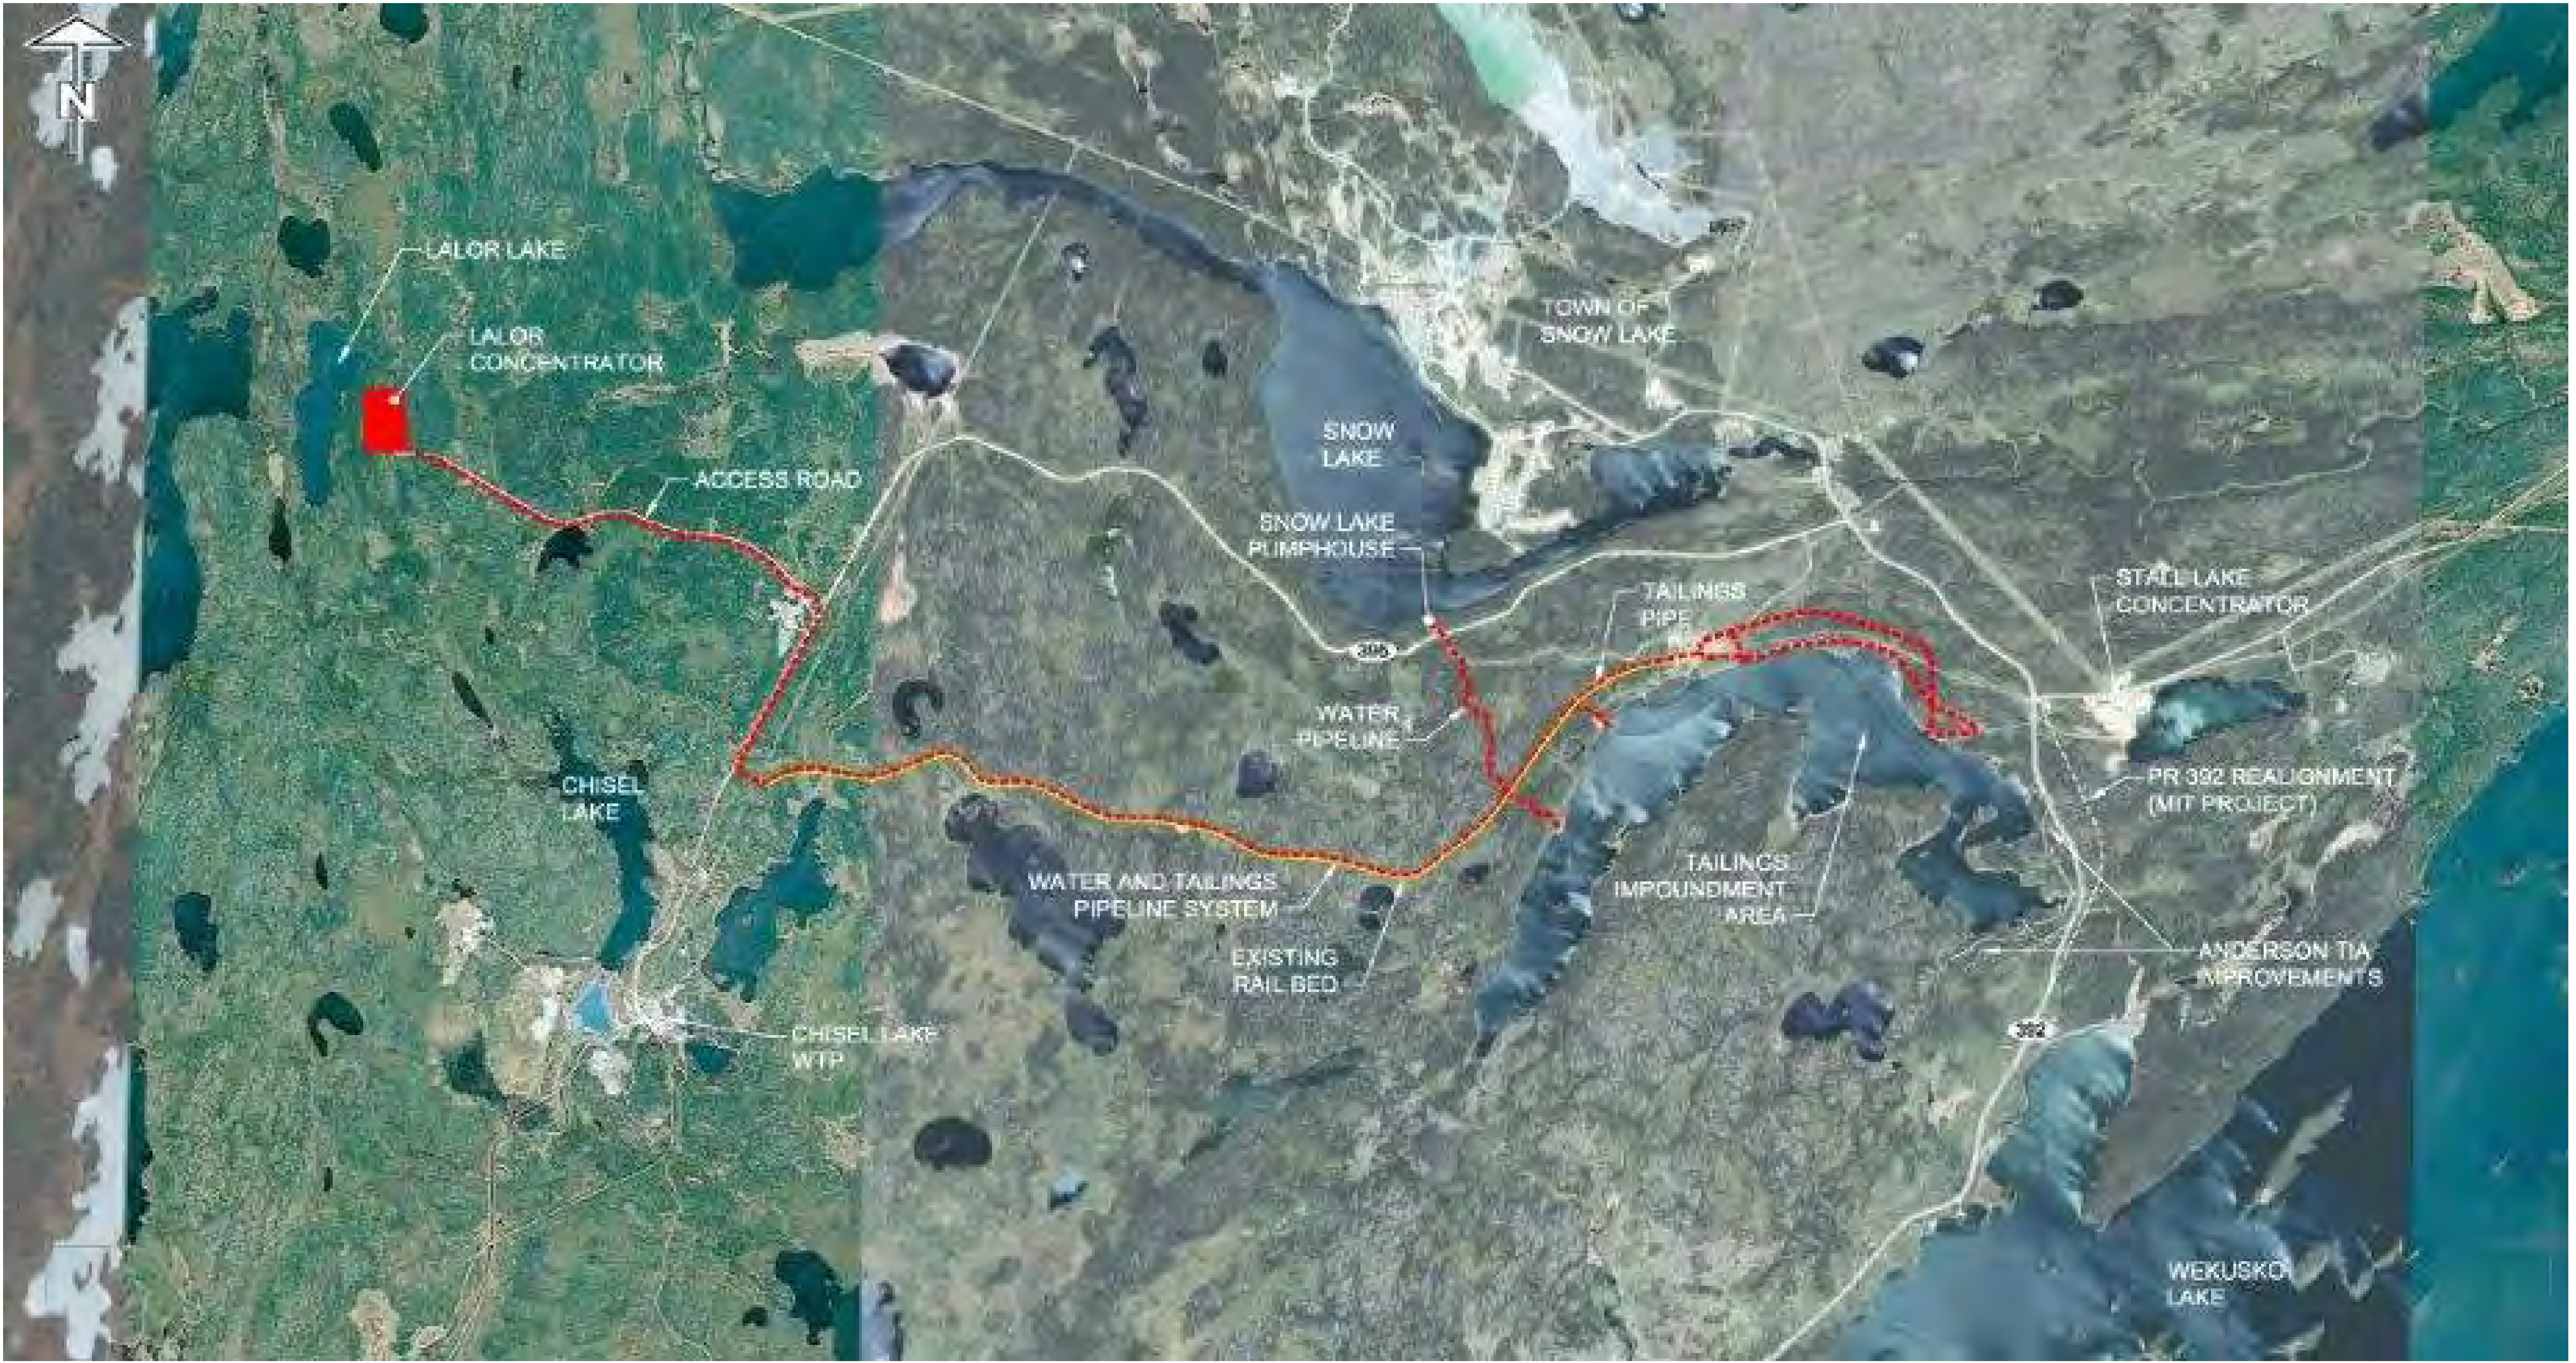 N
LALOR LAKE
LALOR
CONCENTRATOR
TOWN OF
SNOW LAKE
SNOW
LAKE
ACCESS ROAD
SNOW LAKE
PUMPHOUSE
STALL LAKE
CONCENTRATOR
TAILINGS
PIPE
395
WATER
PIPELINE
CHISEL
LAKE
PR 392 REALIGNMENT
(MIT PROJECT)
WATER AND TAILINGS
PIPELINE SYSTEM
TAILINGS
IMPOUNDMENT
AREA
EXISTING
RAIL BED
ANDERSON TIA
IMPROVEMENTS
CHISEL LAKE
WTP
392
WEKUSKO
LAKE